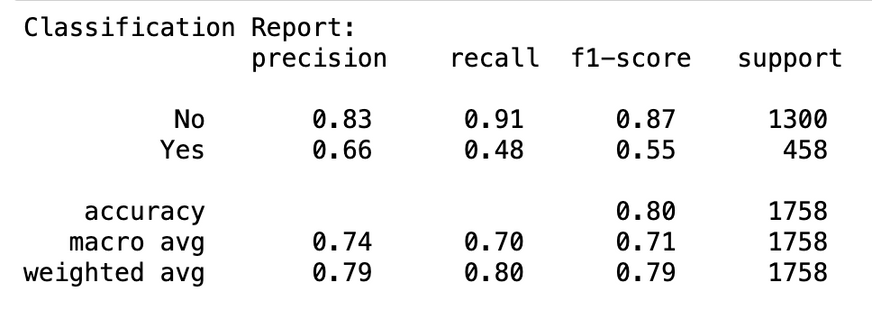 Classification Report:
precision recall f1-score support
No 0.83 0.91 0.87 1300
Yes 0.66 0.48 0.55 458
accuracy 0.80 1758
macro avg 0.74 0.70 0.71 1758
weighted avg 0.79 0.80 0.79 1758